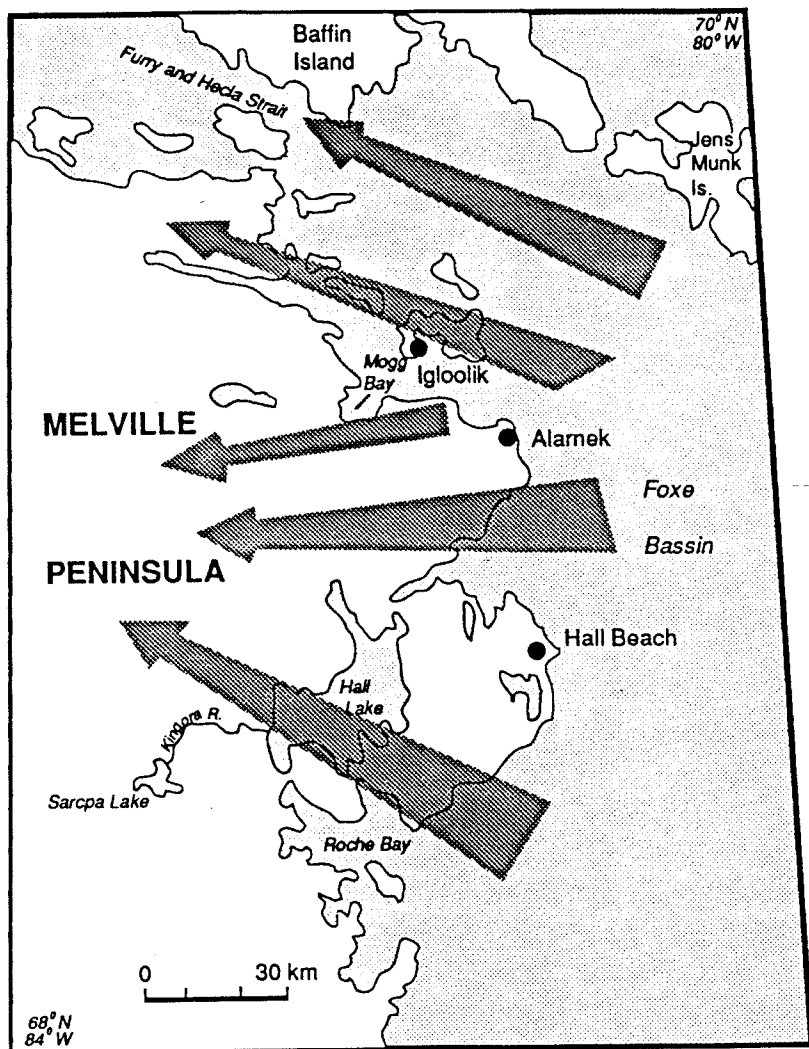 70° N
80° W
Baffin
Island
Furry and Hecla Strait
Jens
Munk
Is.
Mogg
Bay
Igloolik
MELVILLE
Alarnek
Foxe
Bassin
PENINSULA
Hall Beach
Hall
Lake
Kingora R.
Sarcpa Lake
Roche Bay
0 30 km
68° N
84° W